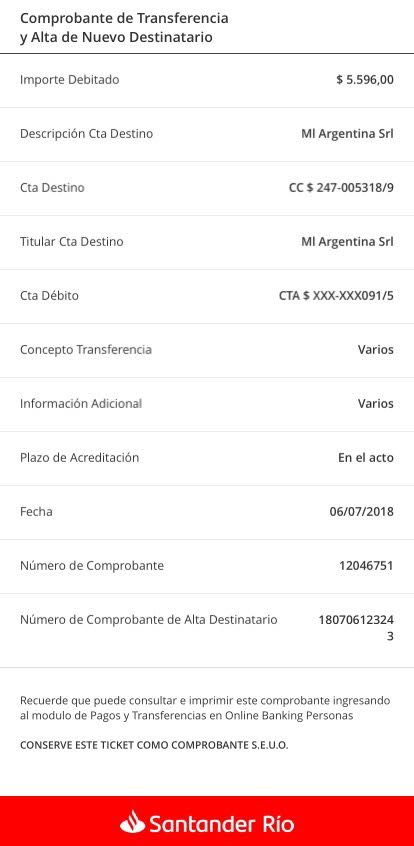 Comprobante de Transferencia
y Alta de Nuevo Destinatario
Importe Debitado $ 5.596,00
Descripción Cta Destino Ml Argentina Srl
Cta Destino CC $ 247-005318/9
Titular Cta Destino Ml Argentina Srl
Cta Débito CTA $ XXX-XXX091/5
Concepto Transferencia Varios
Información Adicional Varios
Plazo de Acreditación En el acto
Fecha 06/07/2018
Número de Comprobante 12046751
Número de Comprobante de Alta Destinatario 18070612324
3
Recuerde que puede consultar e imprimir este comprobante ingresando
al modulo de Pagos y Transferencias en Online Banking Personas
CONSERVE ESTE TICKET COMO COMPROBANTE S.E.U.O.
Santander Río